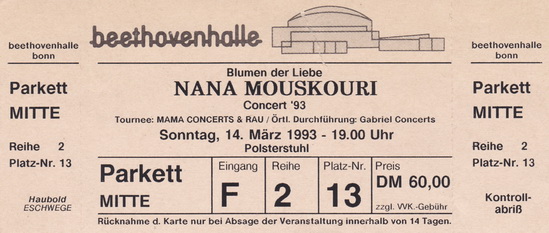 beethovenhalle
bonn
Parkett
MITTE
Reihe 2
Platz-Nr. 13
Haubold
ESCHWEGE
beethovenhalle
Blumen der Liebe
NANA MOUSKOURI
Concert '93
Tournee: MAMA CONCERTS & RAU / Örtl. Durchführung: Gabriel Concerts
Sonntag, 14. März 1993 - 19.00 Uhr
Polsterstuhl
Parkett
MITTE
Eingang
F
Reihe
2
Platz-Nr.
13
Preis
DM 60,00
zzgl. VVK.-Gebühr
Rücknahme d. Karte nur bei Absage der Veranstaltung innerhalb von 14 Tagen.
beethovenhalle
bonn
Parkett
MITTE
Reihe 2
Platz-Nr. 13
Kontroll-
abriß